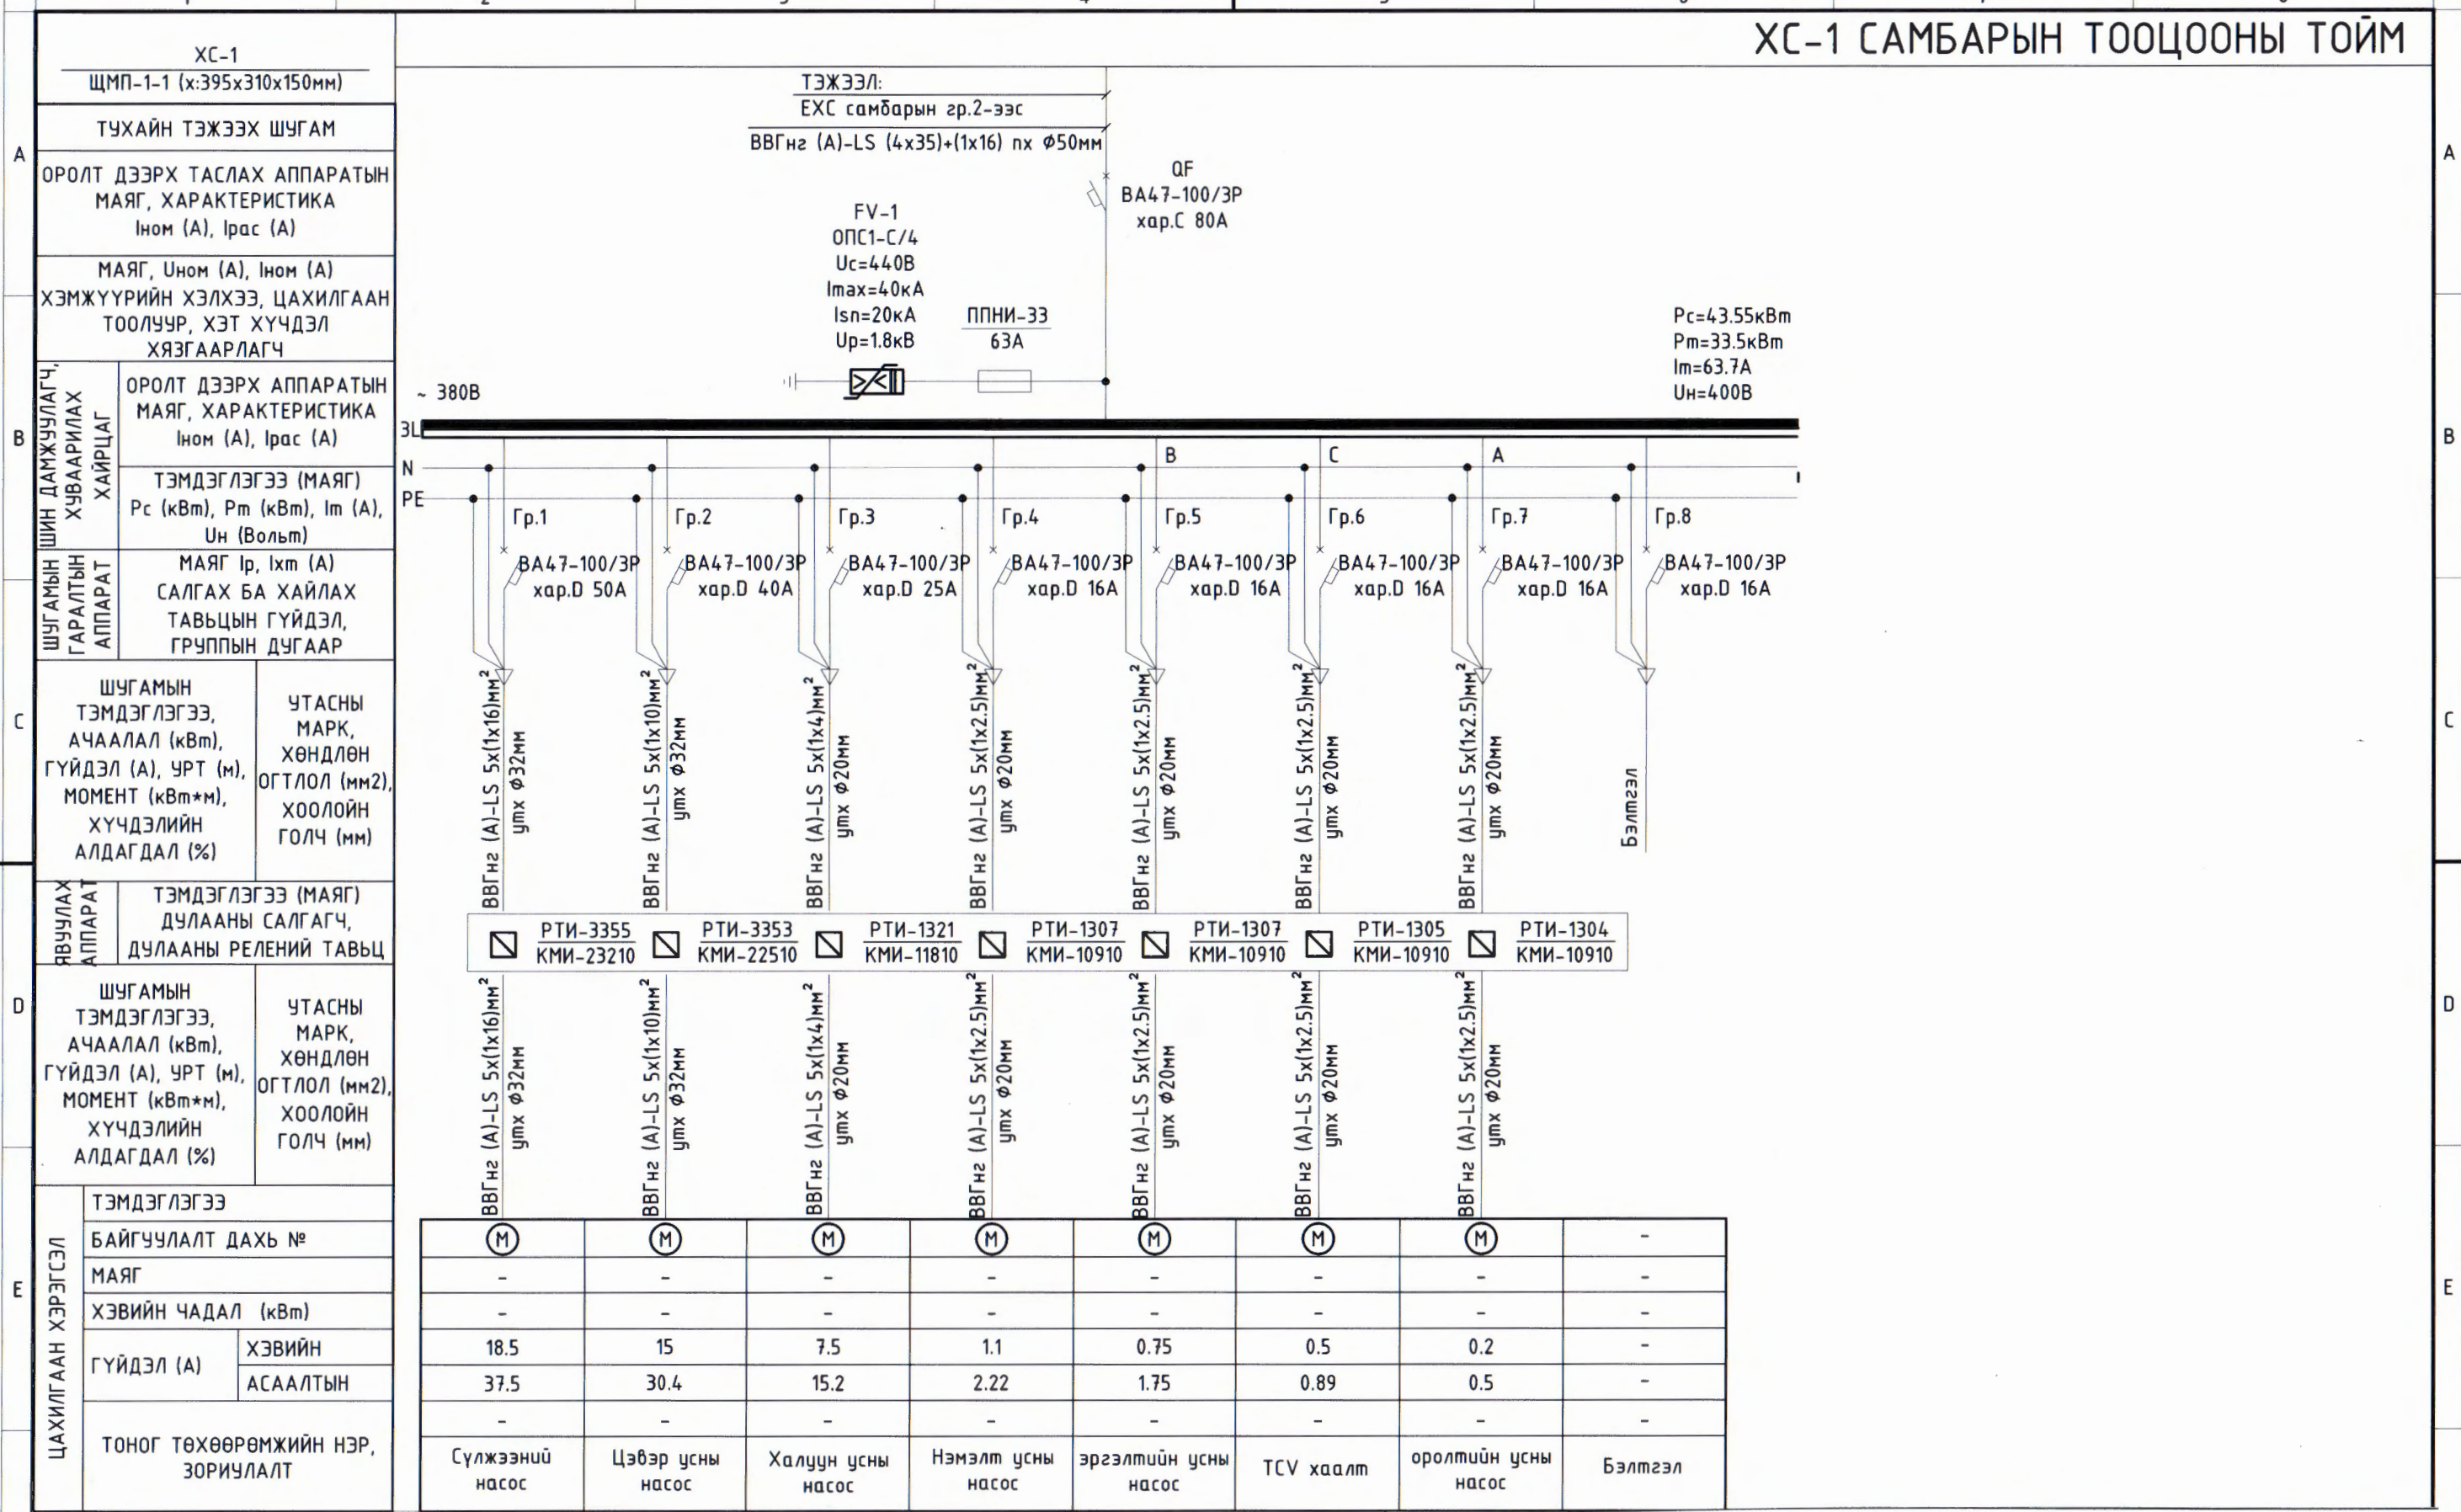 ХС-1 САМБАРЫН ТООЦООНЫ ТОЙМ
ХС-1
ЩМП-1-1 (х:395х310х150мм)
ТУХАЙН ТЭЖЭЭХ ШУГАМ
ОРОЛТ ДЭЭРХ ТАСЛАХ АППАРАТЫН
МАЯГ, ХАРАКТЕРИСТИКА
Iном (А), Iрас (А)
МАЯГ, Uном (А), Iном (А)
ХЭМЖҮҮРИЙН ХЭЛХЭЭ, ЦАХИЛГААН
ТООЛУУР, ХЭТ ХҮЧДЭЛ
ХЯЗГААРЛАГЧ
ШИН ДАМЖУУЛАГЧ,
ХУВААРИЛАХ
ХАЙРЦАГ
ОРОЛТ ДЭЭРХ АППАРАТЫН
МАЯГ, ХАРАКТЕРИСТИКА
Iном (А), Iрас (А)
ТЭМДЭГЛЭГЭЭ (МАЯГ)
Рс (кВт), Рт (кВт), Iт (А),
Uн (Вольт)
ШУГАМЫН
ГАРАЛТЫН
АППАРАТ
МАЯГ Iр, Iхт (А)
САЛГАХ БА ХАЙЛАХ
ТАВЬЦЫН ГҮЙДЭЛ,
ГРУППЫН ДУГААР
ШУГАМЫН
ТЭМДЭГЛЭГЭЭ,
АЧААЛАЛ (кВт),
ГҮЙДЭЛ (А), УРТ (м),
МОМЕНТ (кВт*м),
ХҮЧДЭЛИЙН
АЛДАГДАЛ (%)
УТАСНЫ
МАРК,
ХӨНДЛӨН
ОГТЛОЛ (мм2),
ХООЛОЙН
ГОЛЧ (мм)
ЯВУУЛАХ
АППАРАТ
ТЭМДЭГЛЭГЭЭ (МАЯГ)
ДУЛААНЫ САЛГАГЧ,
ДУЛААНЫ РЕЛЕНИЙ ТАВЬЦ
ШУГАМЫН
ТЭМДЭГЛЭГЭЭ,
АЧААЛАЛ (кВт),
ГҮЙДЭЛ (А), УРТ (м),
МОМЕНТ (кВт*м),
ХҮЧДЭЛИЙН
АЛДАГДАЛ (%)
УТАСНЫ
МАРК,
ХӨНДЛӨН
ОГТЛОЛ (мм2),
ХООЛОЙН
ГОЛЧ (мм)
ТЭЖЭЭЛ:
ЕХС самбарын гр.2-ээс
ВВГнг (А)-LS (4х35)+(1х16) пх Ф50мм
QF
ВА47-100/3Р
хар.С 80А
FV-1
ОПС1-С/4
Uc=440В
Imax=40кА
Isn=20кА
Up=1.8кВ
ППНИ-33
63А
Рс=43.55кВт
Рт=33.5кВт
Iт=63.7А
Uн=400В
~ 380В
3L
N
PE
В С А
Гр.1 Гр.2 Гр.3 Гр.4 Гр.5 Гр.6 Гр.7 Гр.8
ВА47-100/3Р ВА47-100/3Р ВА47-100/3Р ВА47-100/3Р ВА47-100/3Р ВА47-100/3Р ВА47-100/3Р ВА47-100/3Р
хар.D 50А хар.D 40А хар.D 25А хар.D 16А хар.D 16А хар.D 16А хар.D 16А хар.D 16А
ВВГнг (А)-LS 5х(1х16)мм²
утх Ф32мм
ВВГнг (А)-LS 5х(1х10)мм²
утх Ф32мм
ВВГнг (А)-LS 5х(1х4)мм²
утх Ф20мм
ВВГнг (А)-LS 5х(1х2.5)мм²
утх Ф20мм
ВВГнг (А)-LS 5х(1х2.5)мм²
утх Ф20мм
ВВГнг (А)-LS 5х(1х2.5)мм²
утх Ф20мм
ВВГнг (А)-LS 5х(1х2.5)мм²
утх Ф20мм
Бэлтгэл
РТИ-3355 РТИ-3353 РТИ-1321 РТИ-1307 РТИ-1307 РТИ-1305 РТИ-1304
КМИ-23210 КМИ-22510 КМИ-11810 КМИ-10910 КМИ-10910 КМИ-10910 КМИ-10910
ВВГнг (А)-LS 5х(1х16)мм²
утх Ф32мм
ВВГнг (А)-LS 5х(1х10)мм²
утх Ф32мм
ВВГнг (А)-LS 5х(1х4)мм²
утх Ф20мм
ВВГнг (А)-LS 5х(1х2.5)мм²
утх Ф20мм
ВВГнг (А)-LS 5х(1х2.5)мм²
утх Ф20мм
ВВГнг (А)-LS 5х(1х2.5)мм²
утх Ф20мм
ВВГнг (А)-LS 5х(1х2.5)мм²
утх Ф20мм
ЦАХИЛГААН ХЭРЭГСЭЛ
ТЭМДЭГЛЭГЭЭ
БАЙГУУЛАЛТ ДАХЬ № М М М М М М М -
МАЯГ - - - - - - - -
ХЭВИЙН ЧАДАЛ (кВт) - - - - - - - -
ГҮЙДЭЛ (А)
ХЭВИЙН 18.5 15 7.5 1.1 0.75 0.5 0.2 -
АСААЛТЫН 37.5 30.4 15.2 2.22 1.75 0.89 0.5 -
- - - - - - - -
ТОНОГ ТӨХӨӨРӨМЖИЙН НЭР,
ЗОРИУЛАЛТ
Сүлжээний
насос
Цэвэр усны
насос
Халуун усны
насос
Нэмэлт усны
насос
эргэлтийн усны
насос
TCV хаалт
оролтийн усны
насос
Бэлтгэл
A A
B B
C C
D D
E E